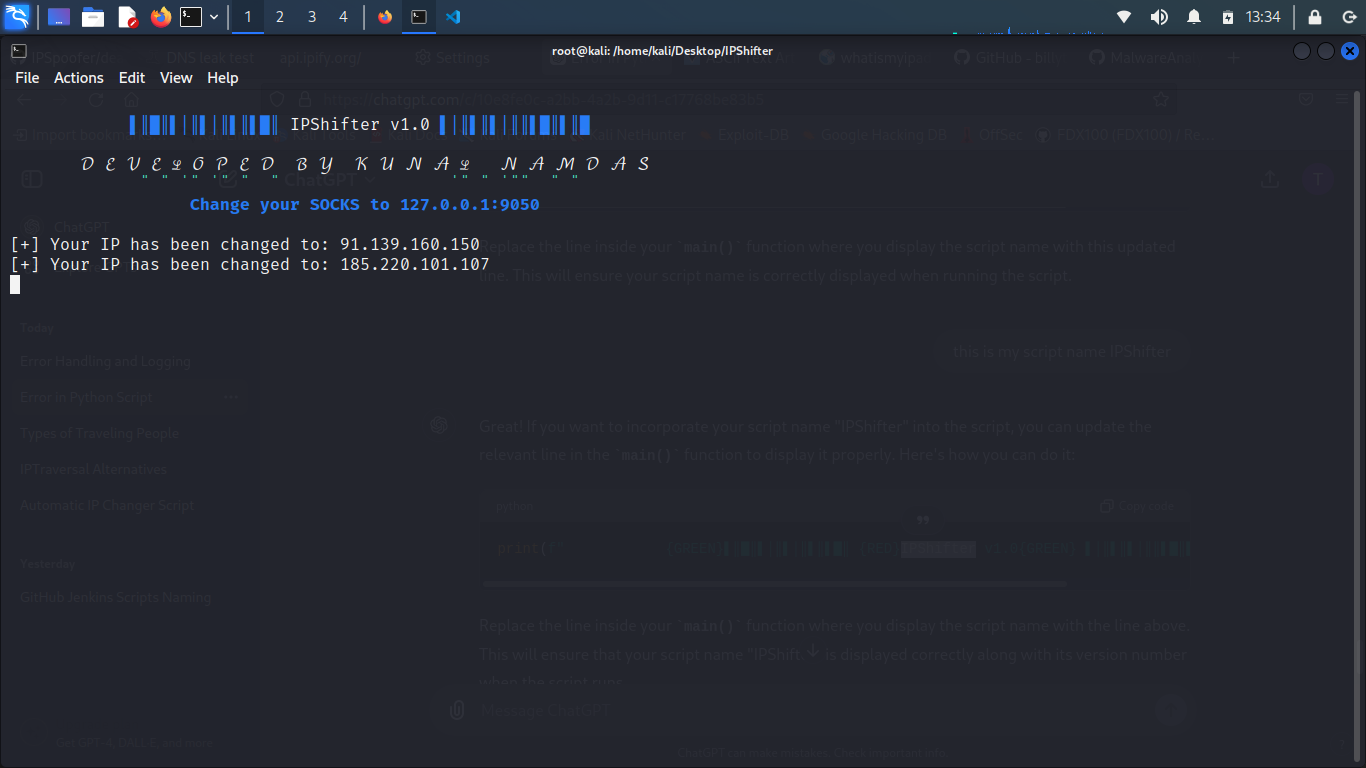 1 2 3 4 13:34
root@kali: /home/kali/Desktop/IPShifter
IPSpoofer/de DNS leak test api.ipify.org/ Settings whatismyip GitHub - billy MalwareAna
File Actions Edit View Help
Import bookmarks Kali NetHunter Exploit-DB Google Hacking DB OffSec FDX100 (FDX100) / Re...
IPShifter v1.0
𝓓 𝓔 𝓥 𝓔 𝓛 𝓞 𝓟 𝓔 𝓓 𝓑 𝓨 𝓚 𝓤 𝓝 𝓐 𝓛 𝓝 𝓐 𝓜 𝓓 𝓐 𝓢
ChatGPT
Change your SOCKS to 127.0.0.1:9050
ChatGPT
[+] Your IP has been changed to: 91.139.160.150
Replace the line inside your `main()` function where you display the script name with this updated
[+] Your IP has been changed to: 185.220.101.107
line. This will ensure your script name is correctly displayed when running the script.
Today
this is my script name IPShifter
Error Handling and Logging
Error in Python Script
Types of Traveling People
Great! If you want to incorporate your script name "IPShifter" into the script, you can update the
relevant line in the `main()` function to display it properly. Here's how you can do it:
IPTraversal Alternatives
Automatic IP Changer Script
python Copy code
print(f
Yesterday
GitHub Jenkins Scripts Naming
Replace the line inside your `main()` function where you display the script name with the line above.
This will ensure that your script name "IPShift is displayed correctly along with its version number
when the script runs.
Message ChatGPT
Get GPT-4, DALL·E, and more
ChatGPT can make mistakes. Check important info.